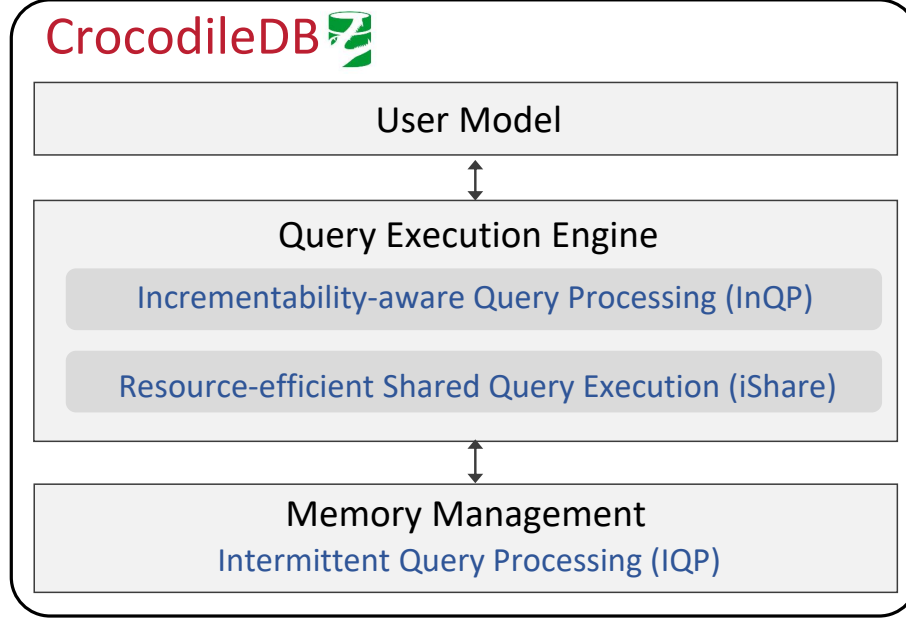 CrocodileDB
User Model
Query Execution Engine
Incrementability-aware Query Processing (InQP)
Resource-efficient Shared Query Execution (iShare)
Memory Management
Intermittent Query Processing (IQP)